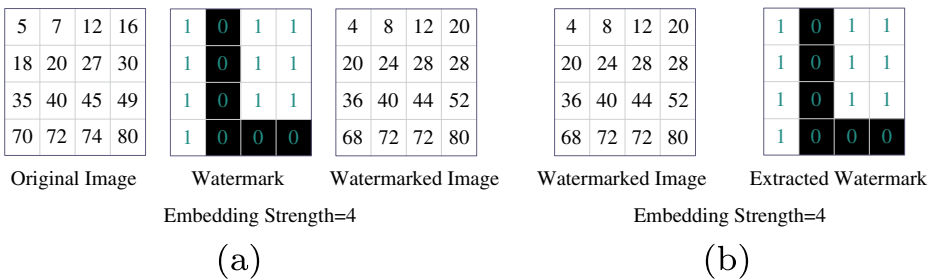 5 7 12 16 1 0 1 1 4 8 12 20 4 8 12 20 1 0 1 1
18 20 27 30 1 0 1 1 20 24 28 28 20 24 28 28 1 0 1 1
35 40 45 49 1 0 1 1 36 40 44 52 36 40 44 52 1 0 1 1
70 72 74 80 1 0 0 0 68 72 72 80 68 72 72 80 1 0 0 0
Original Image Watermark Watermarked Image Watermarked Image Extracted Watermark
Embedding Strength=4 Embedding Strength=4
(a) (b)